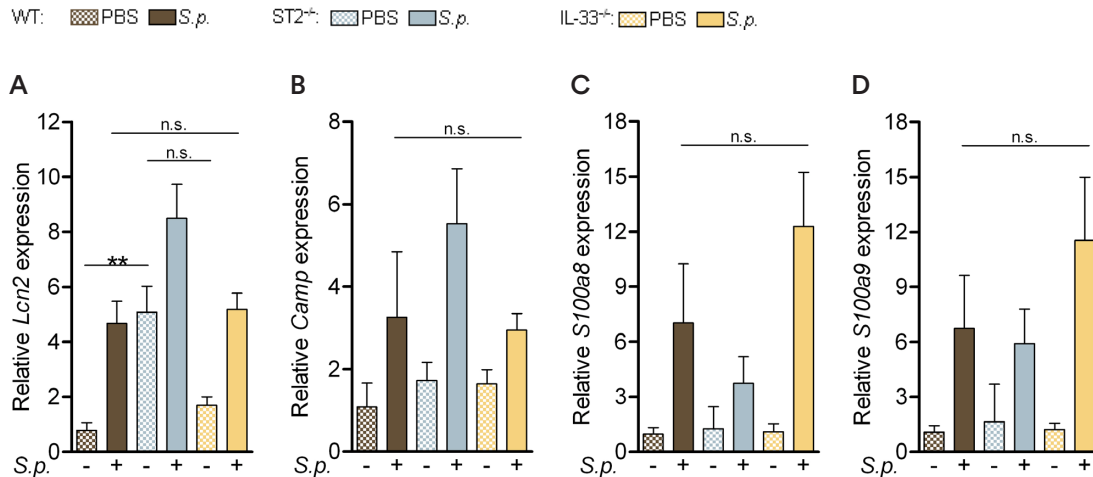 WT: PBS S.p. ST2-/-: PBS S.p. IL-33-/-: PBS S.p.
A
Relative Lcn2 expression
12
10
8
6
4
2
0
n.s.
n.s.
**
S.p. - + - + - +
B
Relative Camp expression
8
6
4
2
0
n.s.
S.p. - + - + - +
C
Relative S100a8 expression
18
15
12
9
6
3
0
n.s.
S.p. - + - + - +
D
Relative S100a9 expression
18
15
12
9
6
3
0
n.s.
S.p. - + - + - +